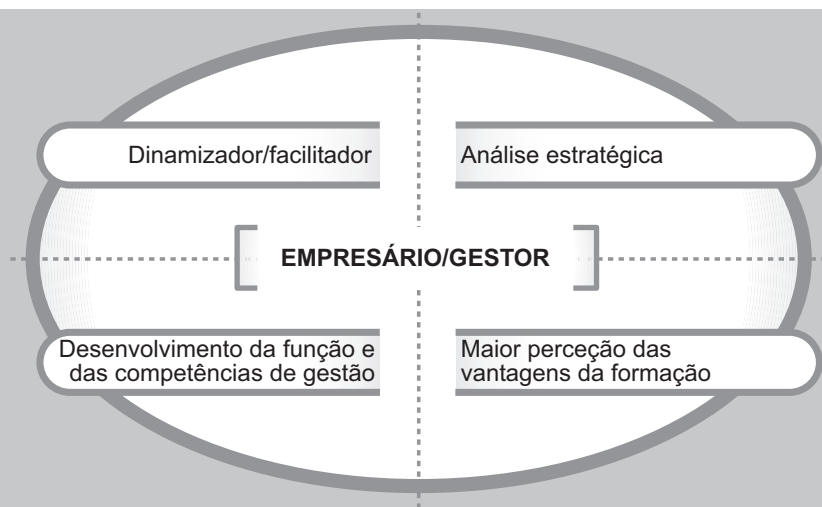 Dinamizador/facilitador
Análise estratégica
EMPRESÁRIO/GESTOR
Desenvolvimento da função e
das competências de gestão
Maior perceção das
vantagens da formação